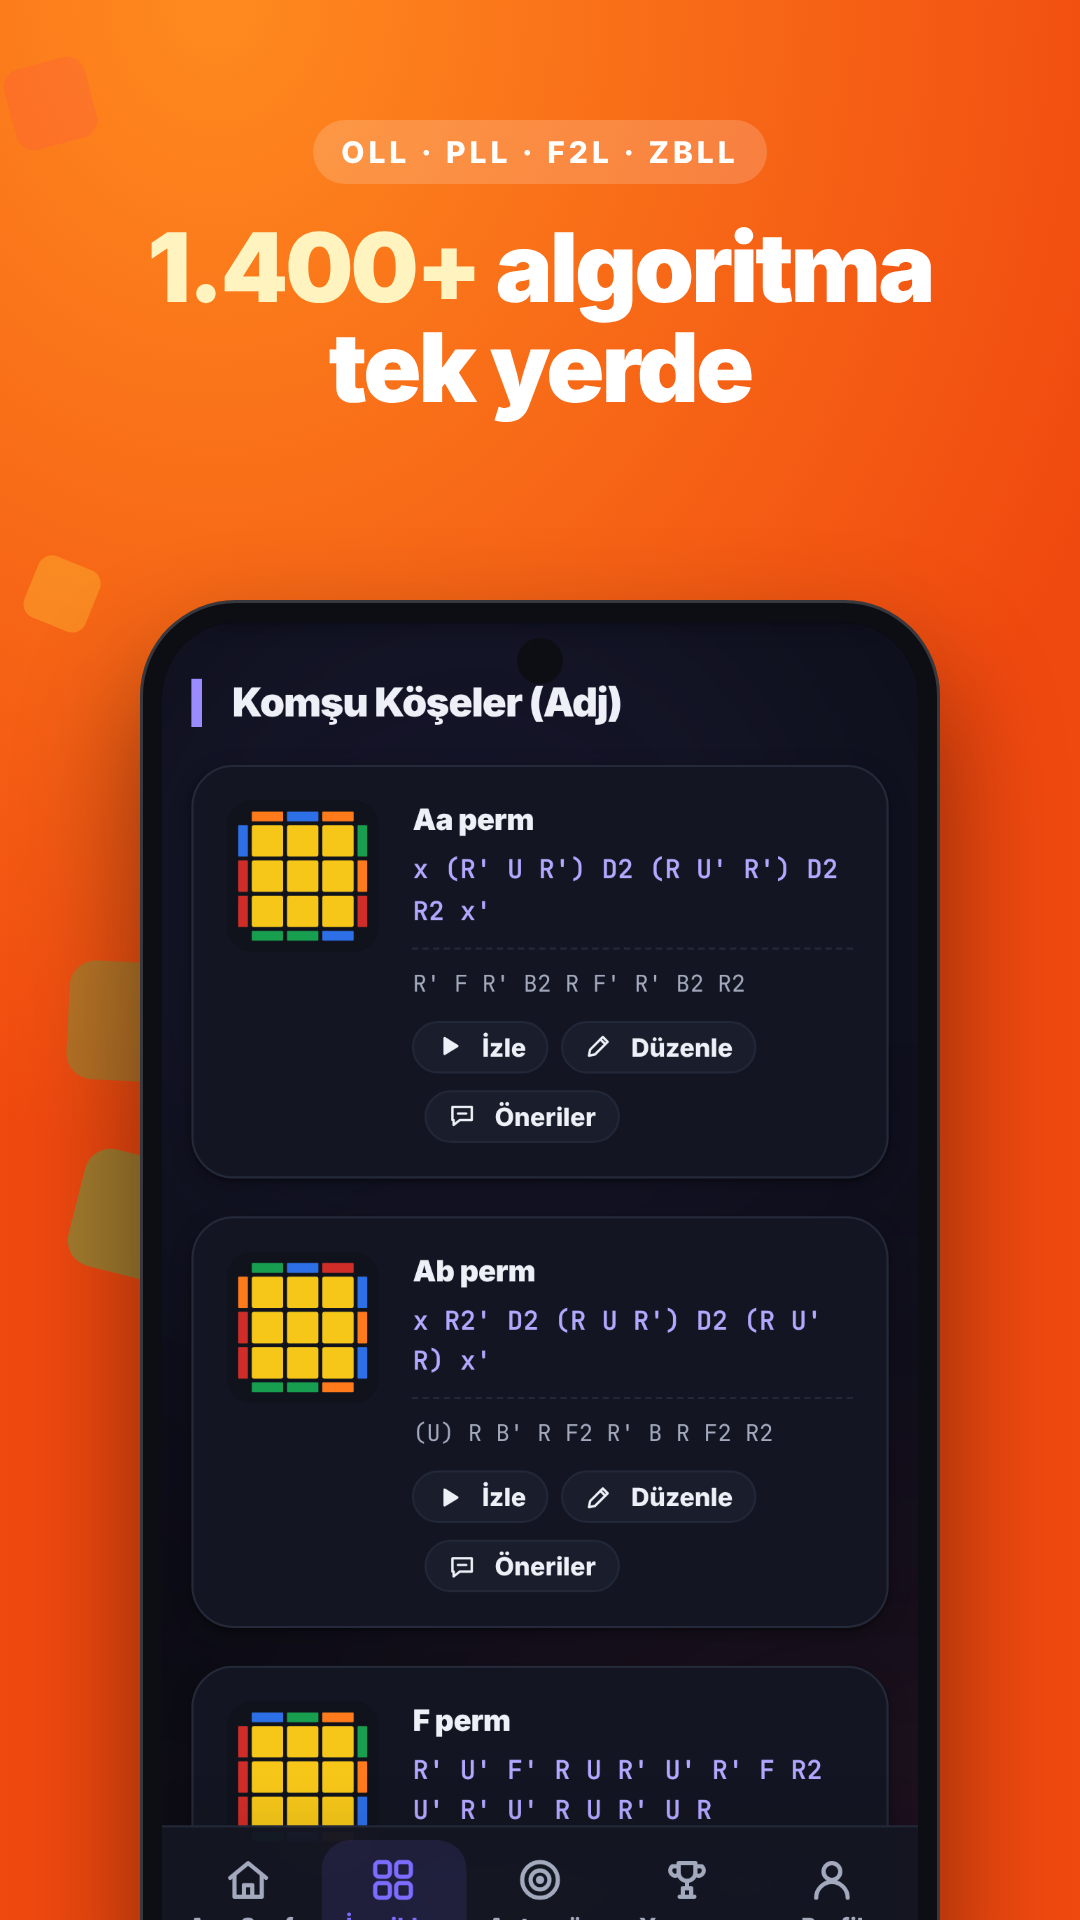 OLL · PLL · F2L · ZBLL
1.400+ algoritma
tek yerde
Komşu Köşeler (Adj)
Aa perm
x (R' U R') D2 (R U' R') D2
R2 x'
R' F R' B2 R F' R' B2 R2
İzle
Düzenle
Öneriler
Ab perm
x R2' D2 (R U R') D2 (R U'
R) x'
(U) R B' R F2 R' B R F2 R2
İzle
Düzenle
Öneriler
F perm
R' U' F' R U R' U' R' F R2
U' R' U' R U R' U R